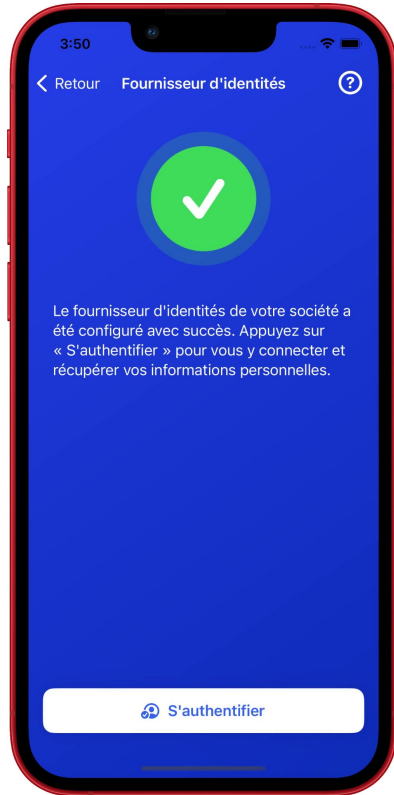 3:50
Retour Fournisseur d'identités ?
Le fournisseur d'identités de votre société a
été configuré avec succès. Appuyez sur
« S'authentifier » pour vous y connecter et
récupérer vos informations personnelles.
S'authentifier